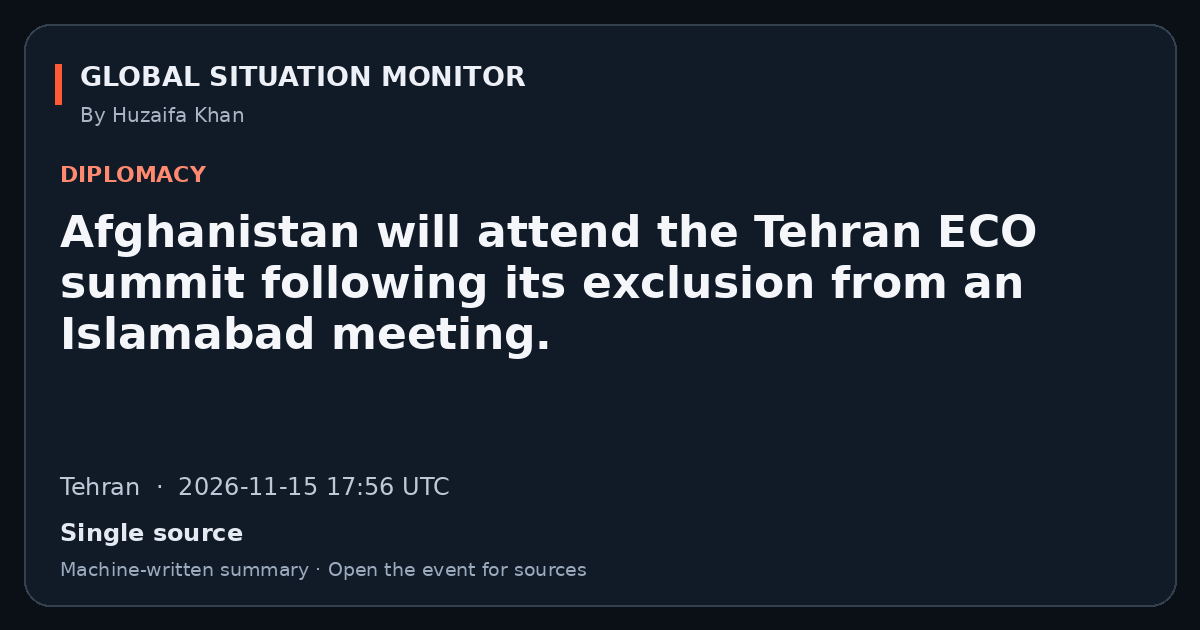 GLOBAL SITUATION MONITOR
By Huzaifa Khan
DIPLOMACY
Afghanistan will attend the Tehran ECO
summit following its exclusion from an
Islamabad meeting.
Tehran · 2026-11-15 17:56 UTC
Single source
Machine-written summary · Open the event for sources